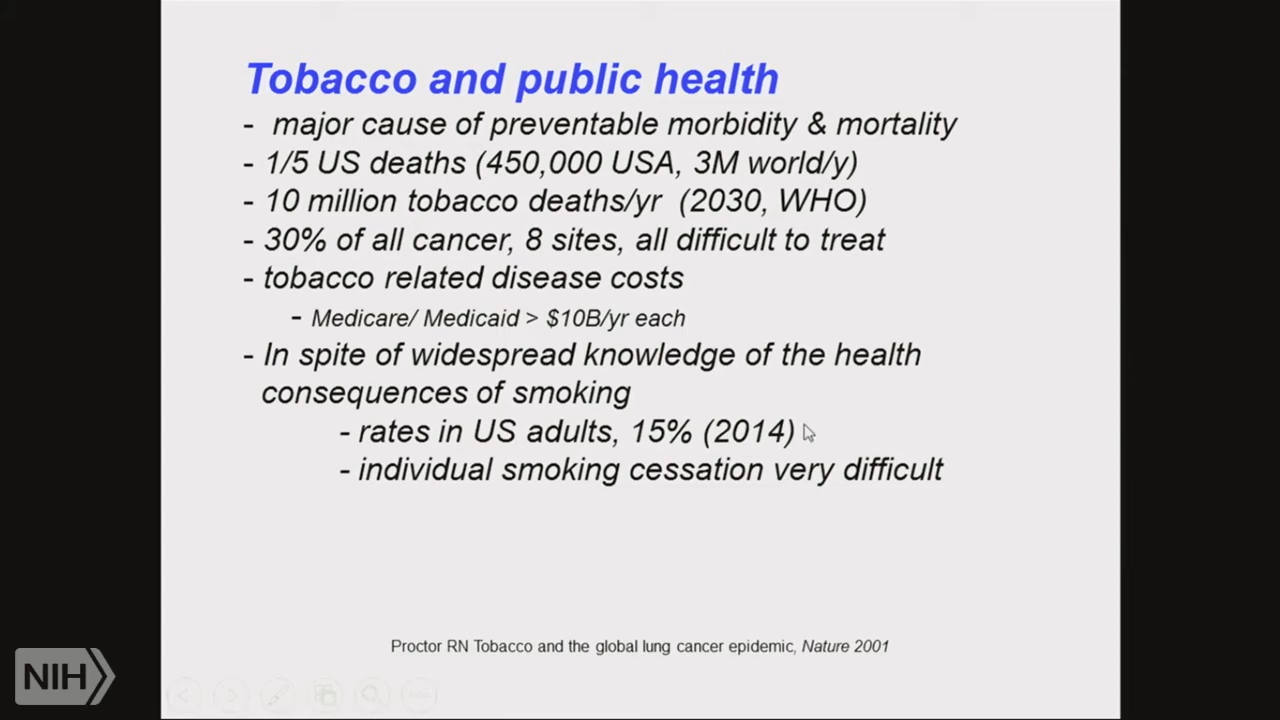 Tobacco and public health
- major cause of preventable morbidity & mortality
- 1/5 US deaths (450,000 USA, 3M world/y)
- 10 million tobacco deaths/yr (2030, WHO)
- 30% of all cancer, 8 sites, all difficult to treat
- tobacco related disease costs
- Medicare/ Medicaid > $10B/yr each
- In spite of widespread knowledge of the health
consequences of smoking
- rates in US adults, 15% (2014)
- individual smoking cessation very difficult
Proctor RN Tobacco and the global lung cancer epidemic, Nature 2001
NIH